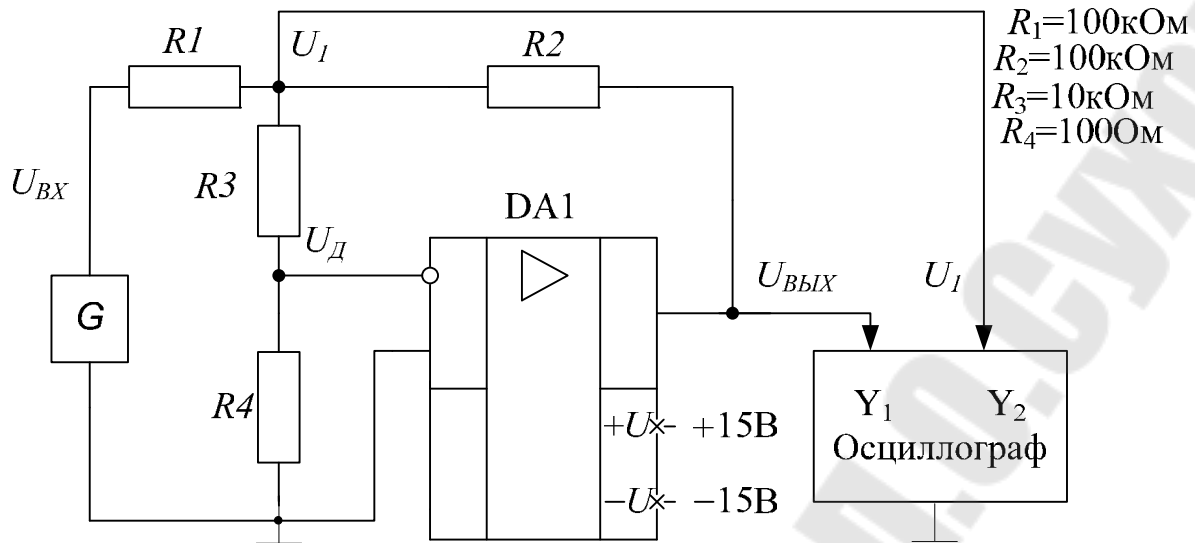 R1
U1
R2
R1=100кОм
R2=100кОм
R3=10кОм
R4=100Ом
UВХ
R3
DA1
UД
UВЫХ
U1
G
R4
Y1 Y2
Осциллограф
+U +15В
−U −15В